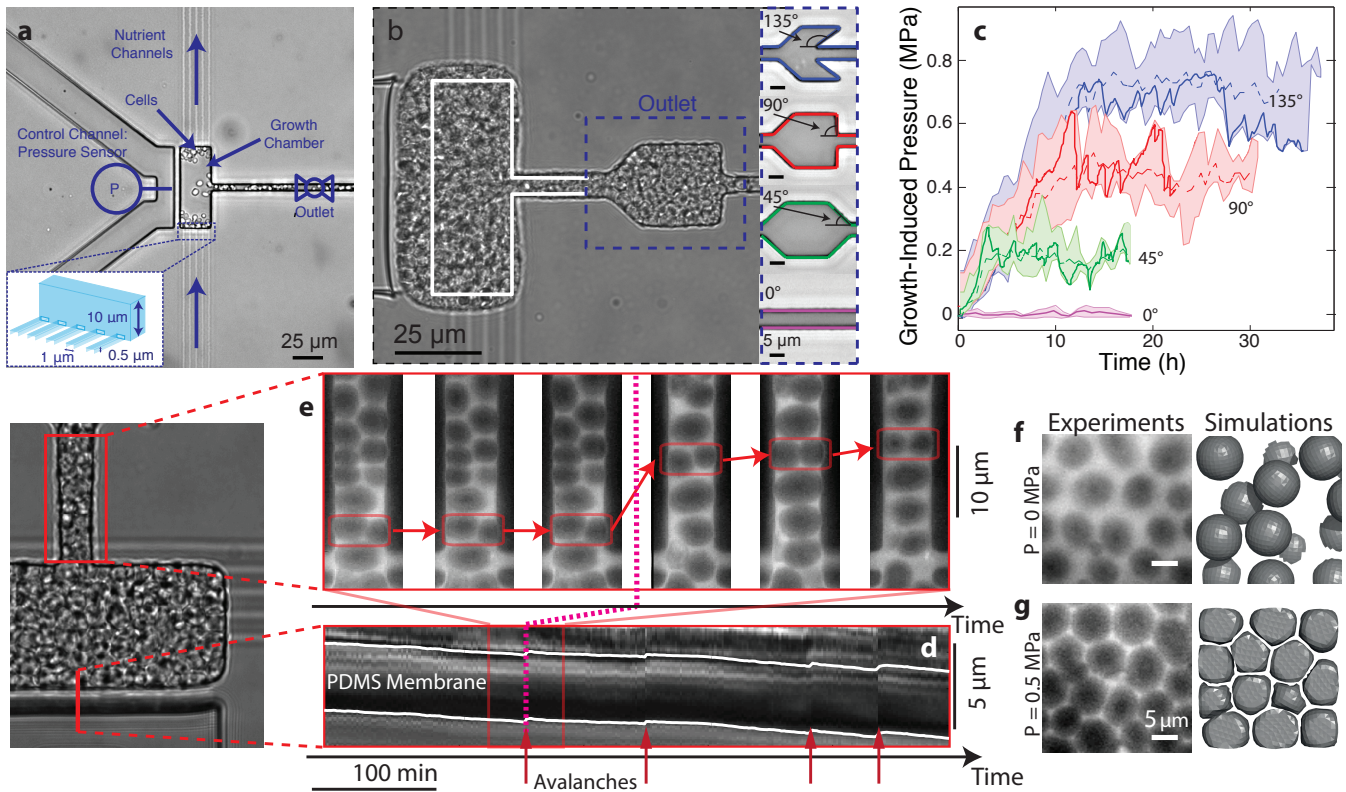 a
Nutrient
Channels
Cells
Control Channel:
Pressure Sensor
Growth
Chamber
P
Outlet
10 μm
1 μm
0.5 μm
25 μm
b
Outlet
25 μm
135°
90°
45°
0°
5 μm
c
Growth-Induced Pressure (MPa)
0.8
0.6
0.4
0.2
0
0
10
20
30
Time (h)
135°
90°
45°
0°
e
10 μm
Time
d
PDMS Membrane
5 μm
100 min
Avalanches
Time
f
Experiments
Simulations
P = 0 MPa
g
P = 0.5 MPa
5 μm